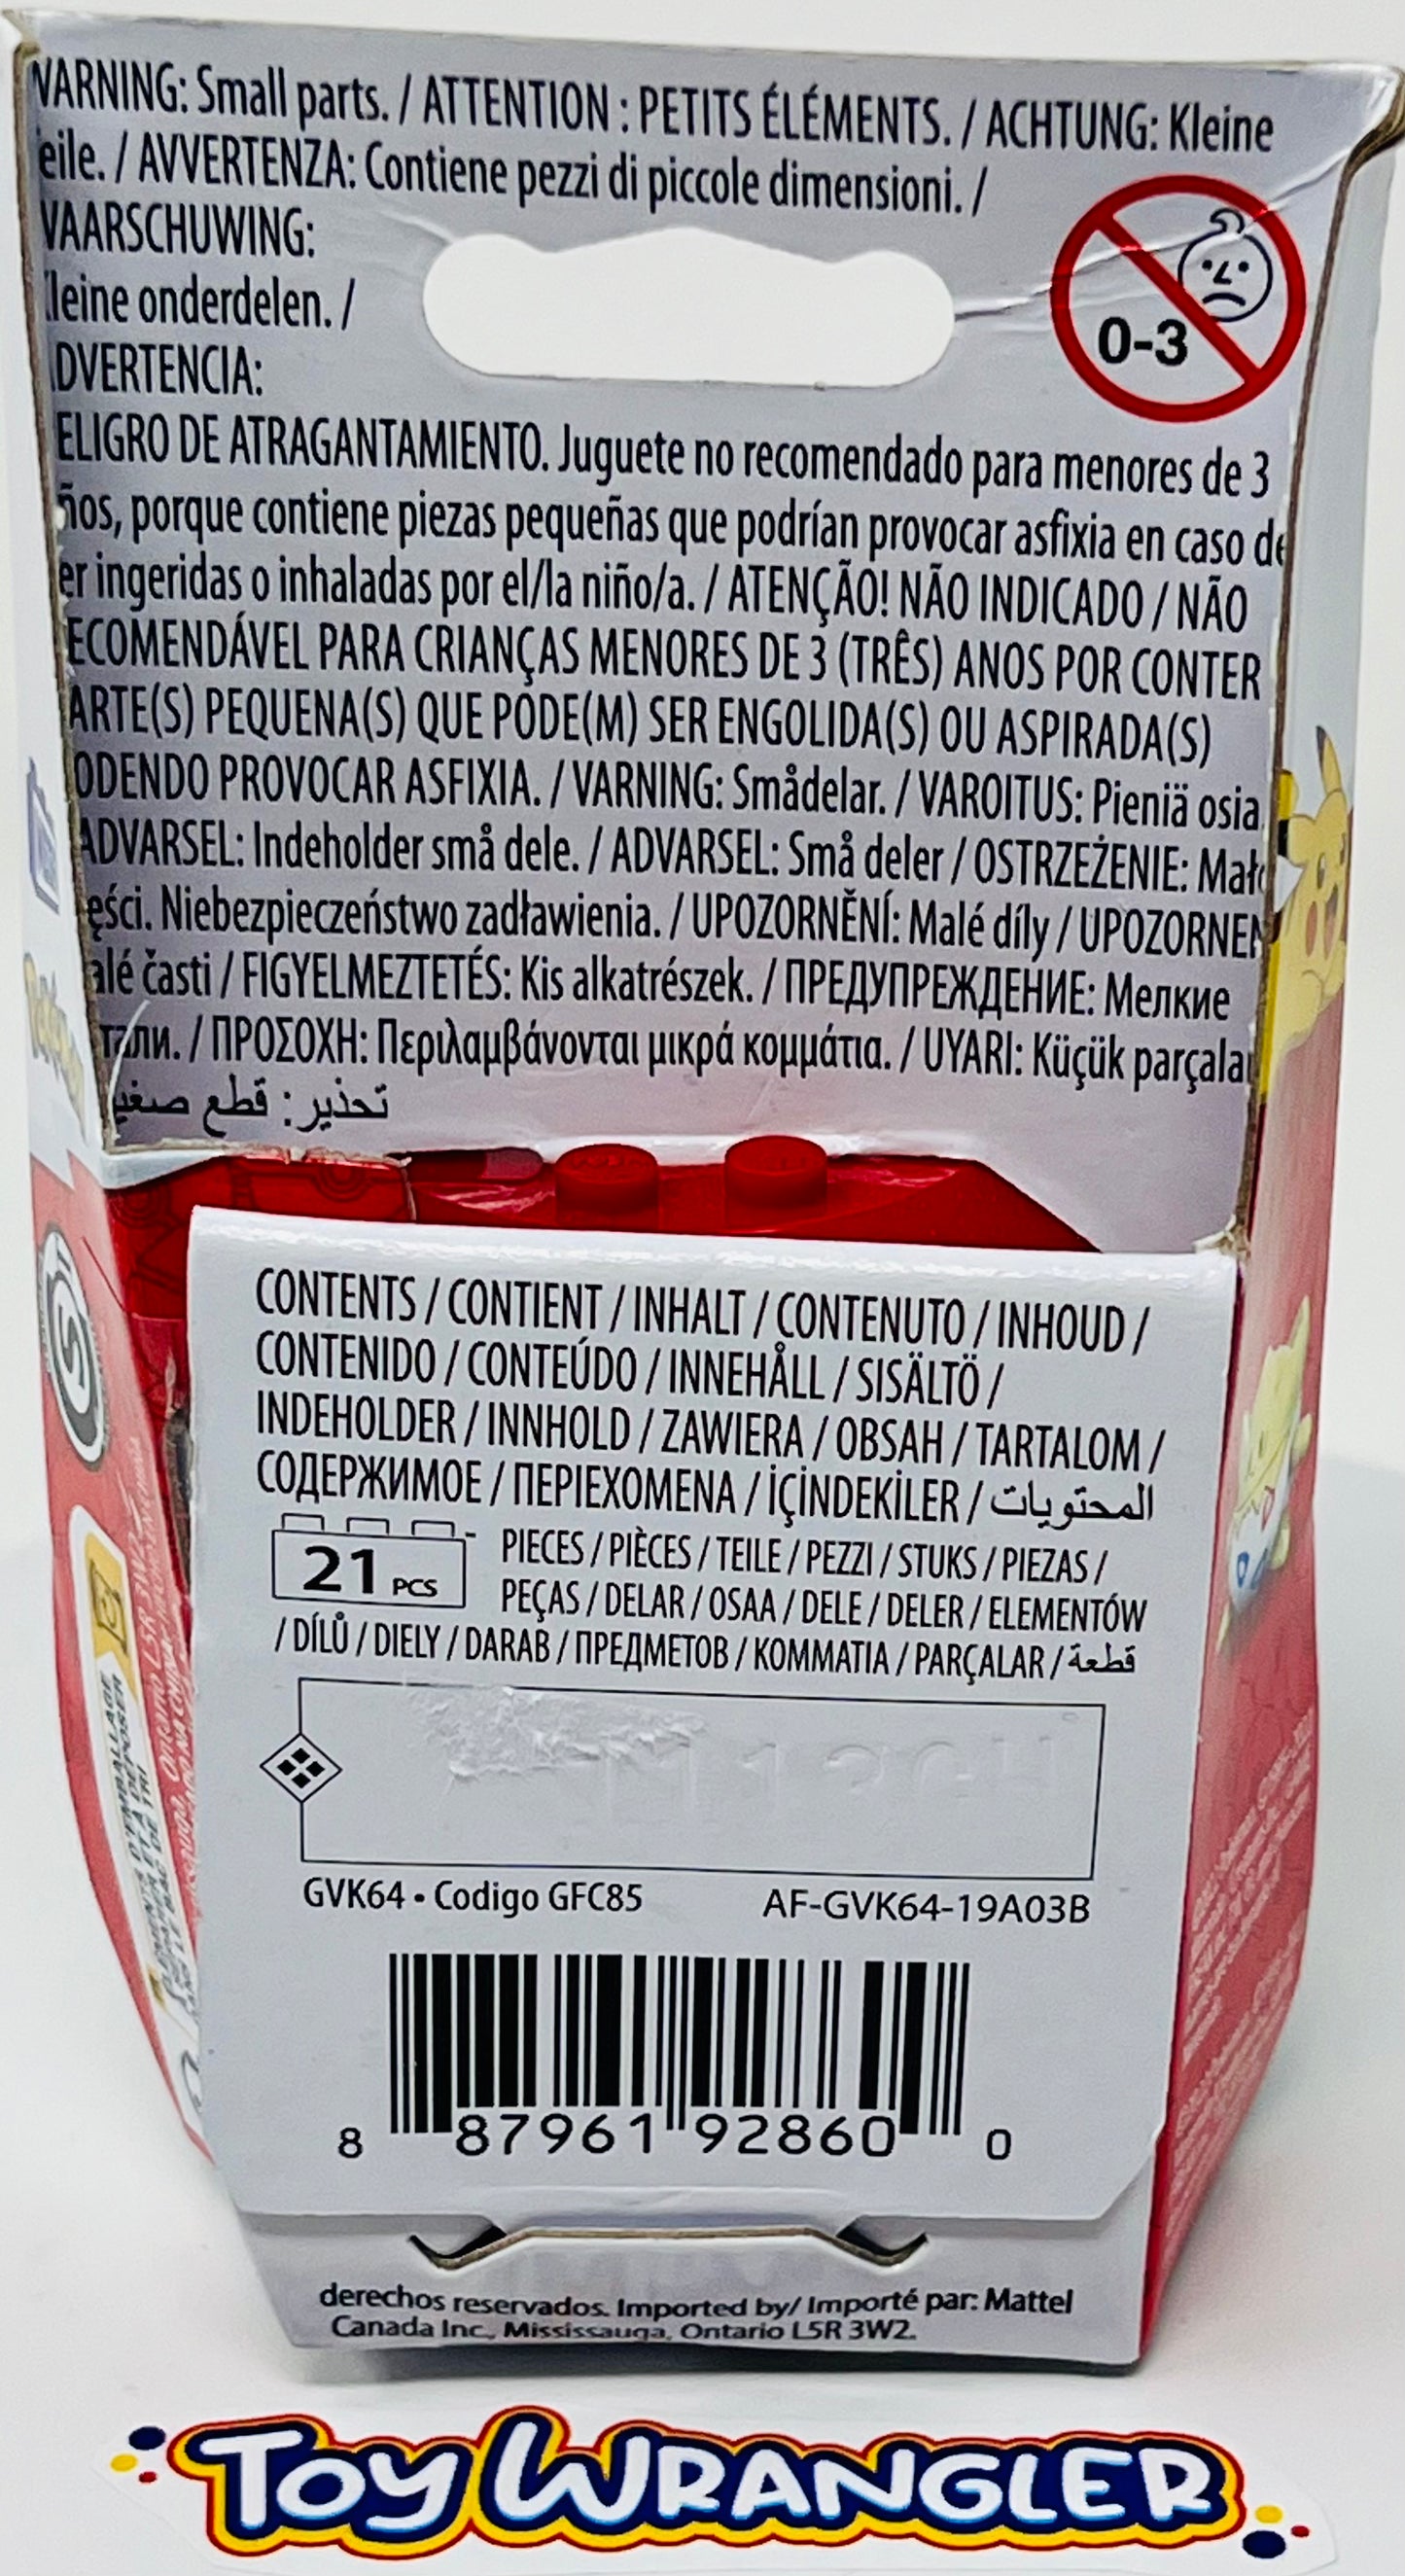 WARNING: Small parts. / ATTENTION : PETITS ÉLÉMENTS. / ACHTUNG: Kleine
eile. / AVVERTENZA: Contiene pezzi di piccole dimensioni. /
WAARSCHUWING:
leine onderdelen. /
DVERTENCIA:
ELIGRO DE ATRAGANTAMIENTO. Juguete no recomendado para menores de 3
ños, porque contiene piezas pequeñas que podrían provocar asfixia en caso de
er ingeridas o inhaladas por el/la niño/a. / ATENÇÃO! NÃO INDICADO / NÃO
ECOMENDÁVEL PARA CRIANÇAS MENORES DE 3 (TRÊS) ANOS POR CONTER
ARTE(S) PEQUENA(S) QUE PODE(M) SER ENGOLIDA(S) OU ASPIRADA(S)
ODENDO PROVOCAR ASFIXIA. / VARNING: Smådelar. / VAROITUS: Pieniä osia.
ADVARSEL: Indeholder små dele. / ADVARSEL: Små deler / OSTRZEŻENIE: Mał
ęści. Niebezpieczeństwo zadławienia. / UPOZORNĚNÍ: Malé díly / UPOZORNEN
alé časti / FIGYELMEZTETÉS: Kis alkatrészek. / ПРЕДУПРЕЖДЕНИЕ: Мелкие
тали. / ΠΡΟΣΟΧΗ: Περιλαμβάνονται μικρά κομμάτια. / UYARI: Küçük parçala
تحذير: قطع صغي
0-3
CONTENTS / CONTIENT / INHALT / CONTENUTO / INHOUD /
CONTENIDO / CONTEÚDO / INNEHÅLL / SISÄLTÖ /
INDEHOLDER / INNHOLD / ZAWIERA / OBSAH / TARTALOM /
СОДЕРЖИМОЕ / ΠΕΡΙΕΧΟΜΕΝΑ / İÇİNDEKİLER / المحتويات
21 PCS
PIECES / PIÈCES / TEILE / PEZZI / STUKS / PIEZAS /
PEÇAS / DELAR / OSAA / DELE / DELER / ELEMENTÓW
/ DÍLŮ / DIELY / DARAB / ПРЕДМЕТОВ / ΚΟΜΜΑΤΙΑ / PARÇALAR / قطعة
GVK64 • Codigo GFC85 AF-GVK64-19A03B
8 87961 92860 0
derechos reservados. Imported by/ Importé par: Mattel
Canada Inc., Mississauga, Ontario L5R 3W2.
TOY WRANGLER